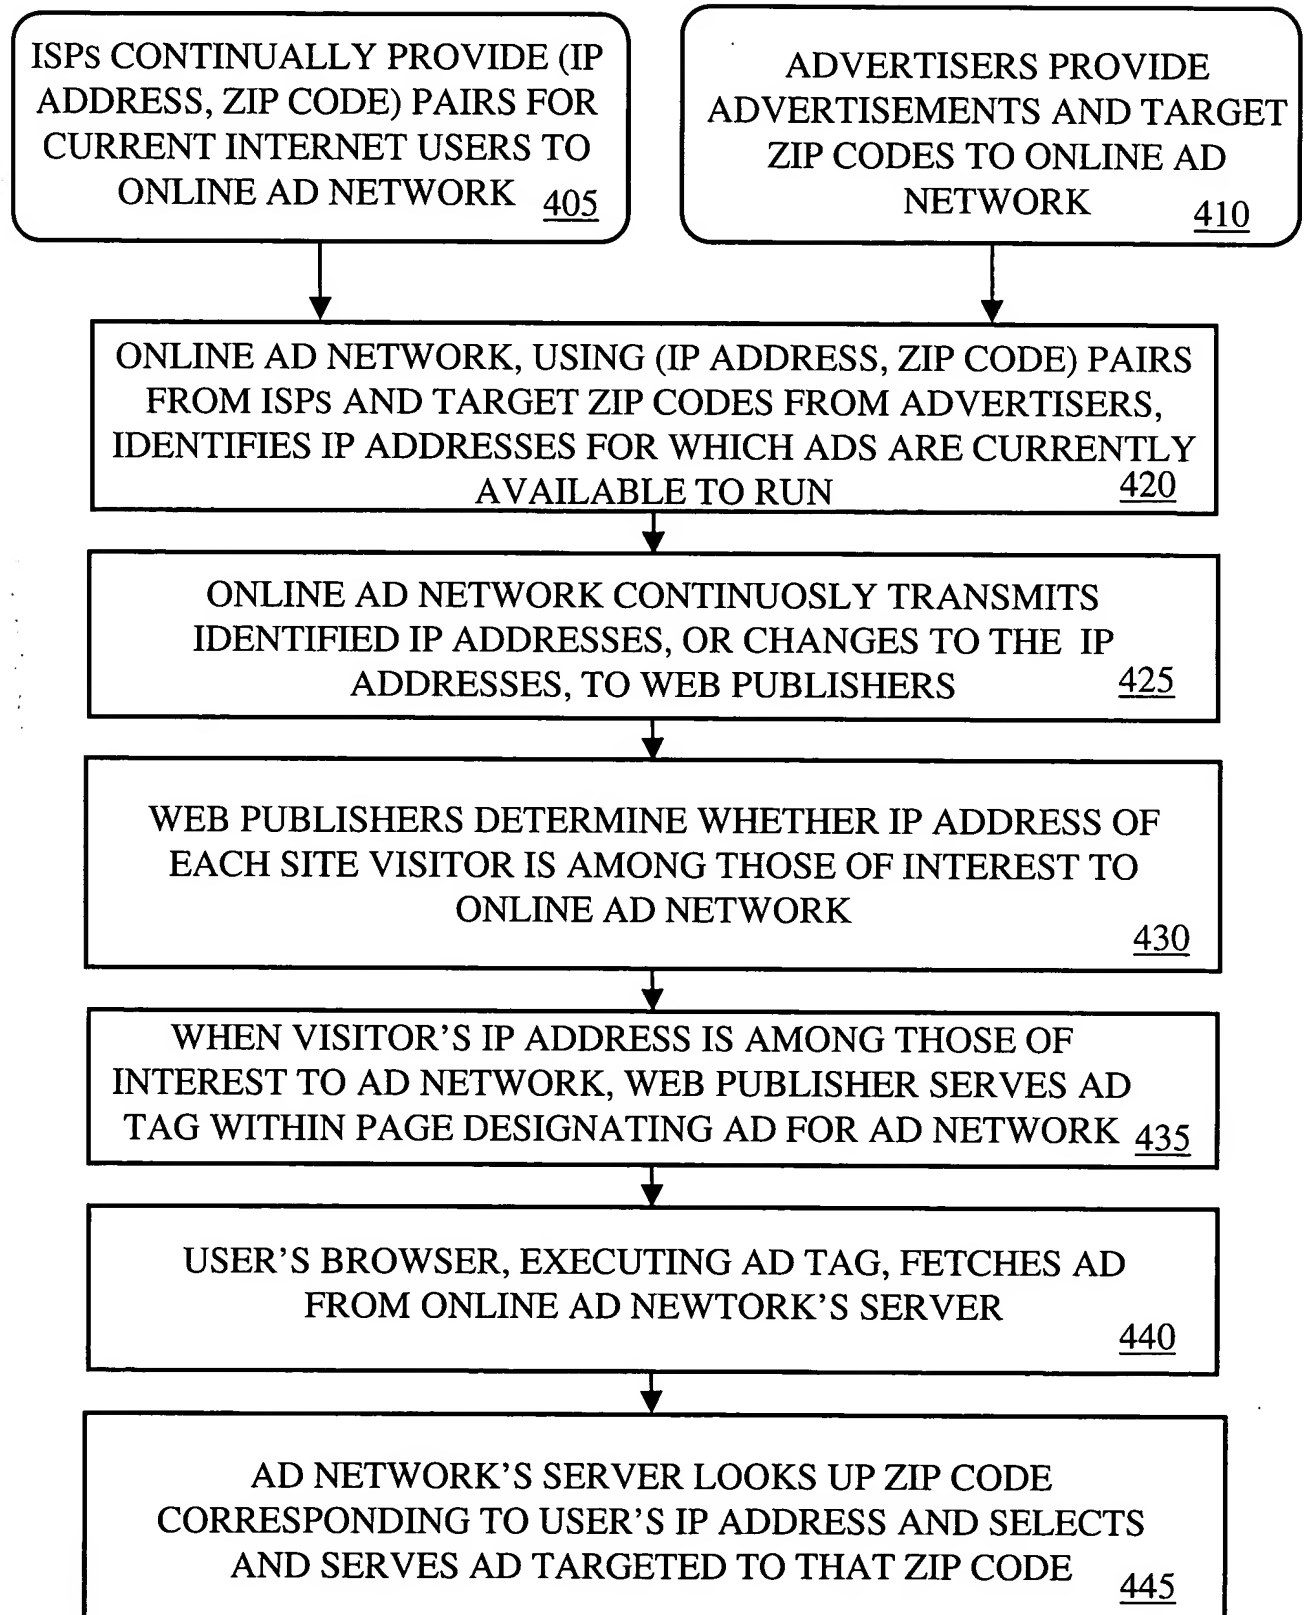 ISPs CONTINUALLY PROVIDE (IP
ADDRESS, ZIP CODE) PAIRS FOR
CURRENT INTERNET USERS TO
ONLINE AD NETWORK 405
ADVERTISERS PROVIDE
ADVERTISEMENTS AND TARGET
ZIP CODES TO ONLINE AD
NETWORK 410
ONLINE AD NETWORK, USING (IP ADDRESS, ZIP CODE) PAIRS
FROM ISPs AND TARGET ZIP CODES FROM ADVERTISERS,
IDENTIFIES IP ADDRESSES FOR WHICH ADS ARE CURRENTLY
AVAILABLE TO RUN 420
ONLINE AD NETWORK CONTINUOSLY TRANSMITS
IDENTIFIED IP ADDRESSES, OR CHANGES TO THE IP
ADDRESSES, TO WEB PUBLISHERS 425
WEB PUBLISHERS DETERMINE WHETHER IP ADDRESS OF
EACH SITE VISITOR IS AMONG THOSE OF INTEREST TO
ONLINE AD NETWORK
430
WHEN VISITOR'S IP ADDRESS IS AMONG THOSE OF
INTEREST TO AD NETWORK, WEB PUBLISHER SERVES AD
TAG WITHIN PAGE DESIGNATING AD FOR AD NETWORK 435
USER'S BROWSER, EXECUTING AD TAG, FETCHES AD
FROM ONLINE AD NEWTORK'S SERVER
440
AD NETWORK'S SERVER LOOKS UP ZIP CODE
CORRESPONDING TO USER'S IP ADDRESS AND SELECTS
AND SERVES AD TARGETED TO THAT ZIP CODE
445